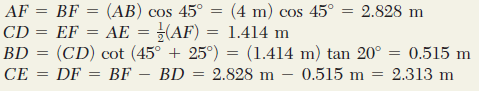 AF = BF = (AB) cos 45° = (4 m) cos 45° = 2.828 m
CD = EF = AE = ½(AF) = 1.414 m
BD = (CD) cot (45° + 25°) = (1.414 m) tan 20° = 0.515 m
CE = DF = BF − BD = 2.828 m − 0.515 m = 2.313 m